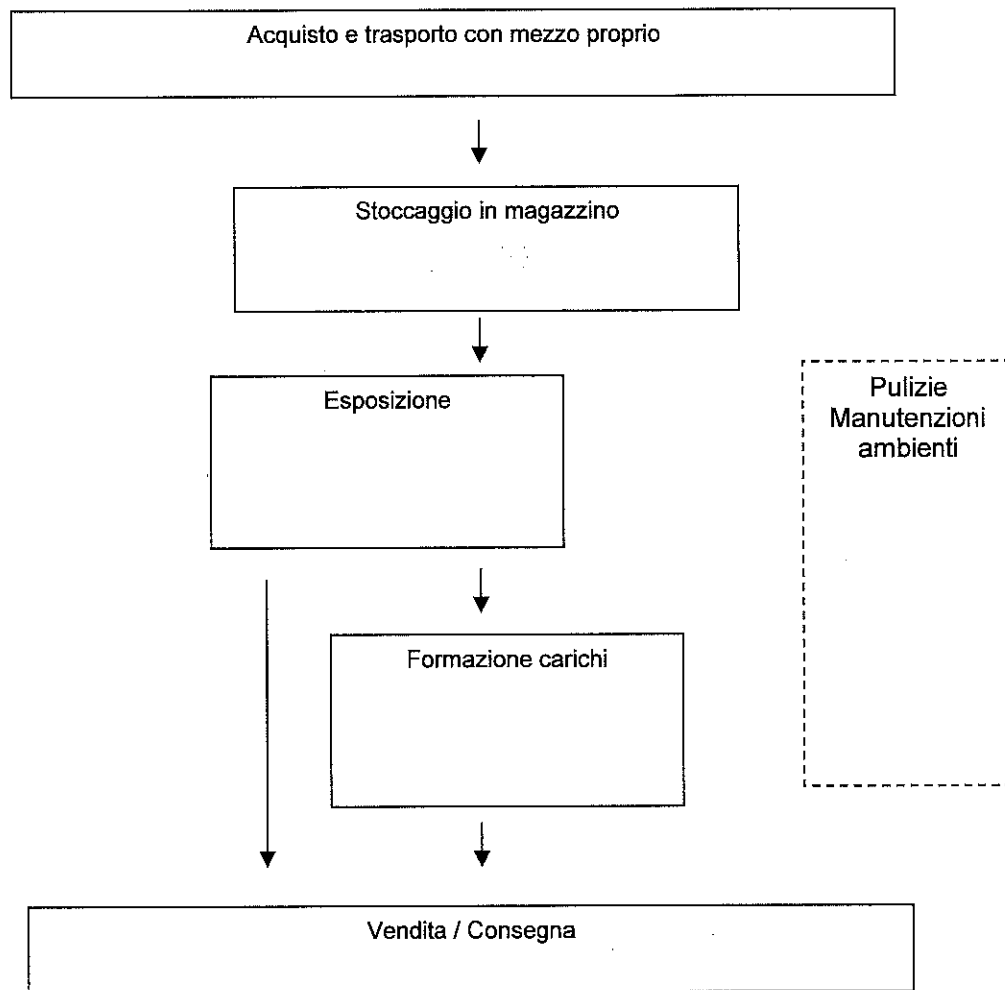 Acquisto e trasporto con mezzo proprio
Stoccaggio in magazzino
Esposizione
Pulizie
Manutenzioni
ambienti
Formazione carichi
Vendita / Consegna